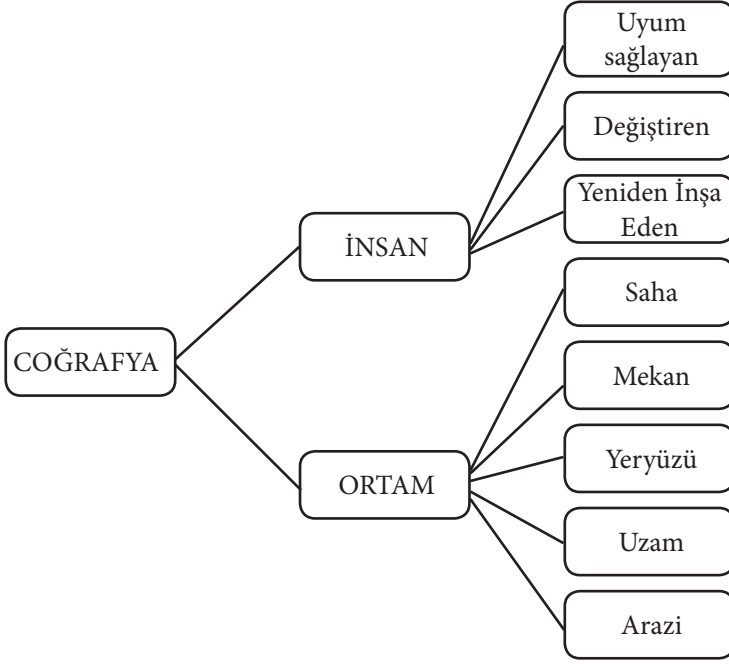 COĞRAFYA
İNSAN
Uyum
sağlayan
Değiştiren
Yeniden İnşa
Eden
ORTAM
Saha
Mekan
Yeryüzü
Uzam
Arazi